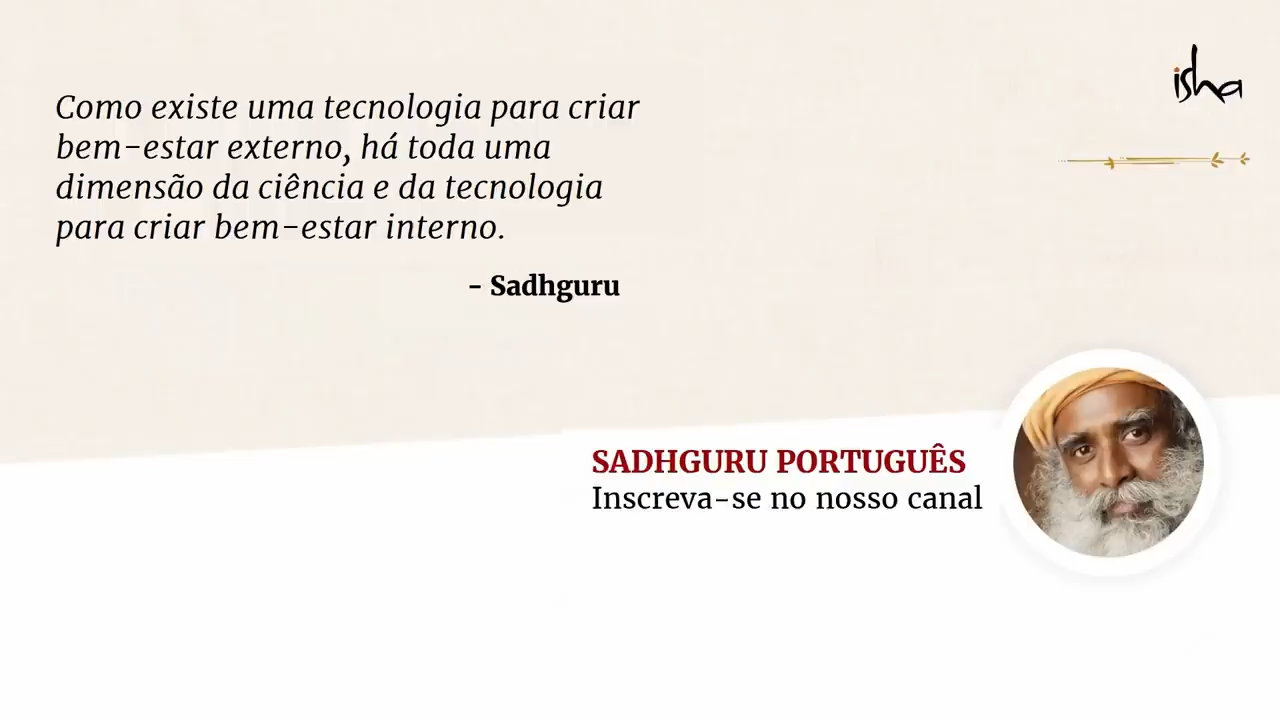 Como existe uma tecnologia para criar
bem-estar externo, há toda uma
dimensão da ciência e da tecnologia
para criar bem-estar interno.
- Sadhguru
isha
SADHGURU PORTUGUÊS
Inscreva-se no nosso canal